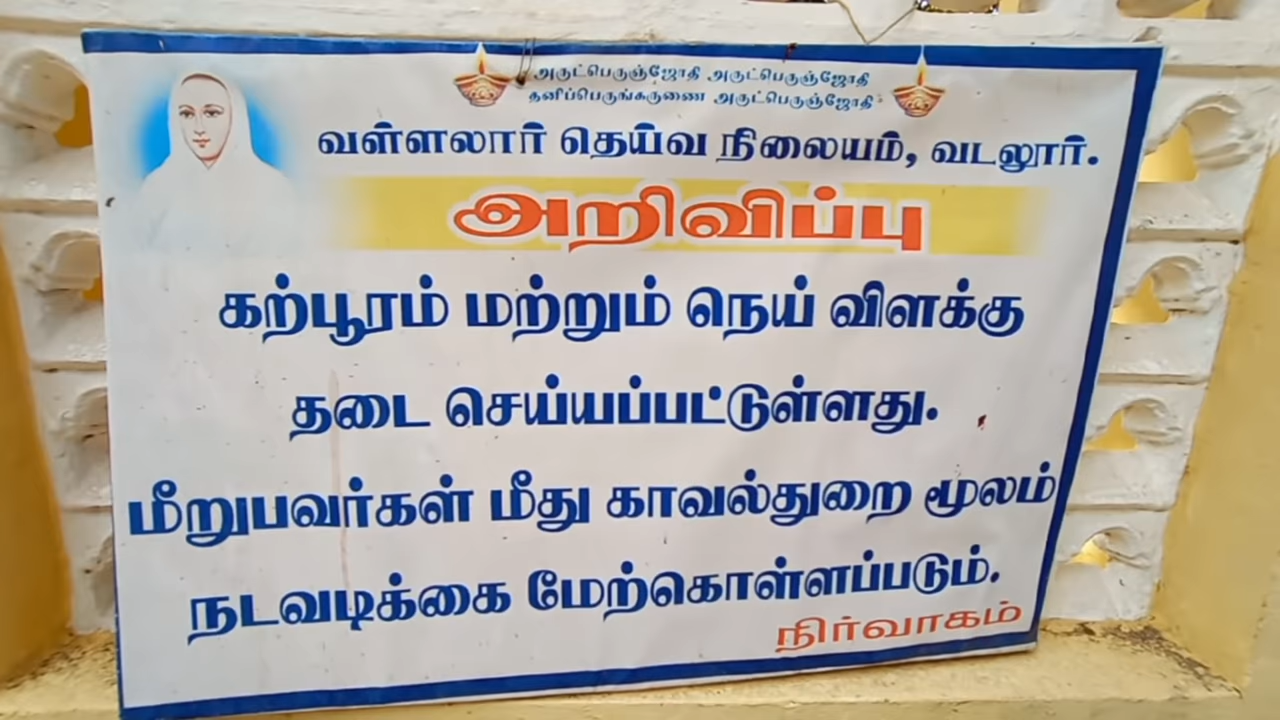 அருட்பெருஞ்ஜோதி அருட்பெருஞ்ஜோதி
தனிப்பெருங்கருணை அருட்பெருஞ்ஜோதி
வள்ளலார் தெய்வ நிலையம், வடலூர்.
அறிவிப்பு
கற்பூரம் மற்றும் நெய் விளக்கு
தடை செய்யப்பட்டுள்ளது.
மீறுபவர்கள் மீது காவல்துறை மூலம்
நடவடிக்கை மேற்கொள்ளப்படும்.
நிர்வாகம்